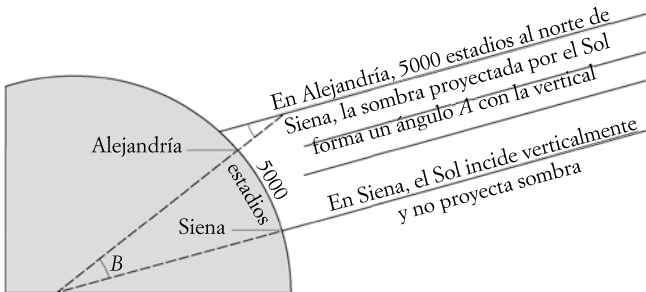 En Alejandría, 5000 estadios al norte de
Siena, la sombra proyectada por el Sol
forma un ángulo A con la vertical
Alejandría
5000
estadios
En Siena, el Sol incide verticalmente
y no proyecta sombra
Siena
B